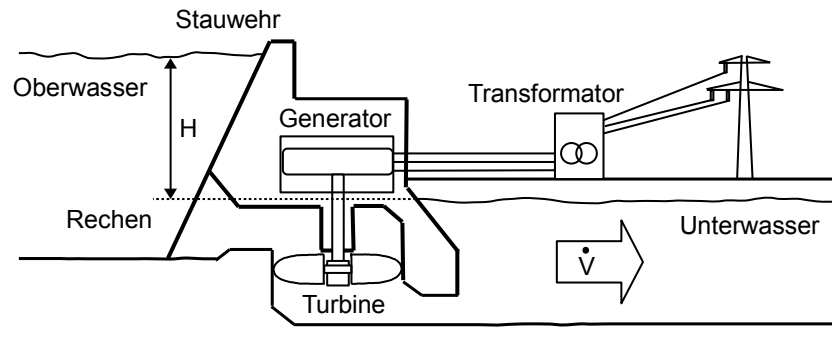 Stauwehr
Oberwasser
H
Generator
Transformator
Rechen
Unterwasser
V̇
Turbine